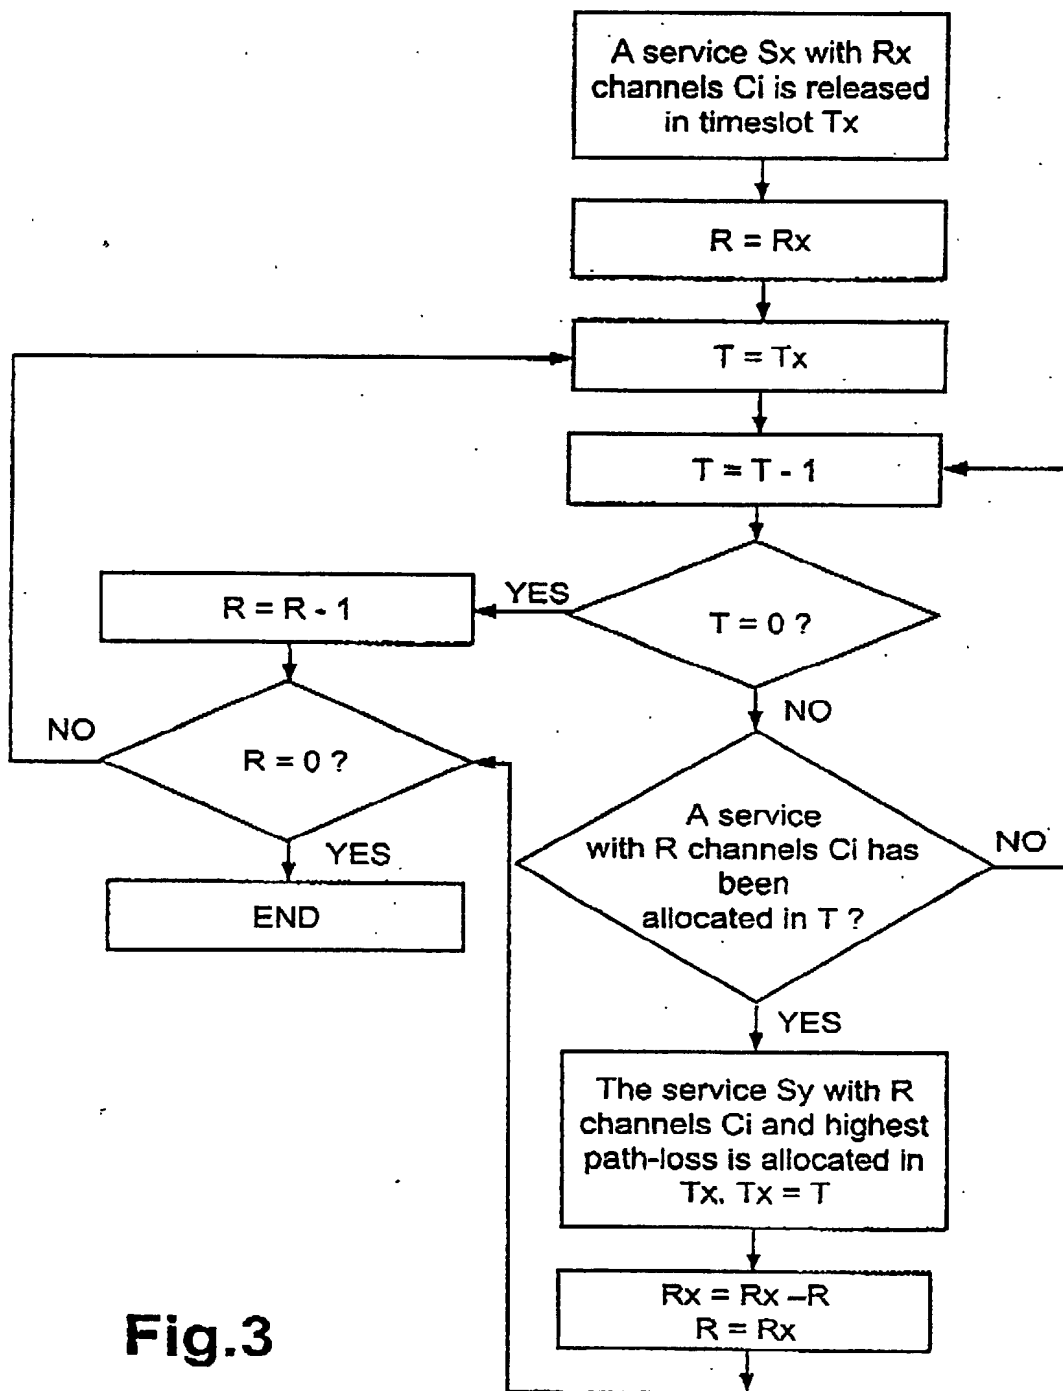 A service Sx with Rx
channels Ci is released
in timeslot Tx
R = Rx
T = Tx
T = T - 1
T = 0 ?
YES
R = R - 1
NO
R = 0 ?
YES
END
NO
A service
with R channels Ci has
been
allocated in T ?
NO
YES
The service Sy with R
channels Ci and highest
path-loss is allocated in
Tx. Tx = T
Rx = Rx –R
R = Rx
Fig.3